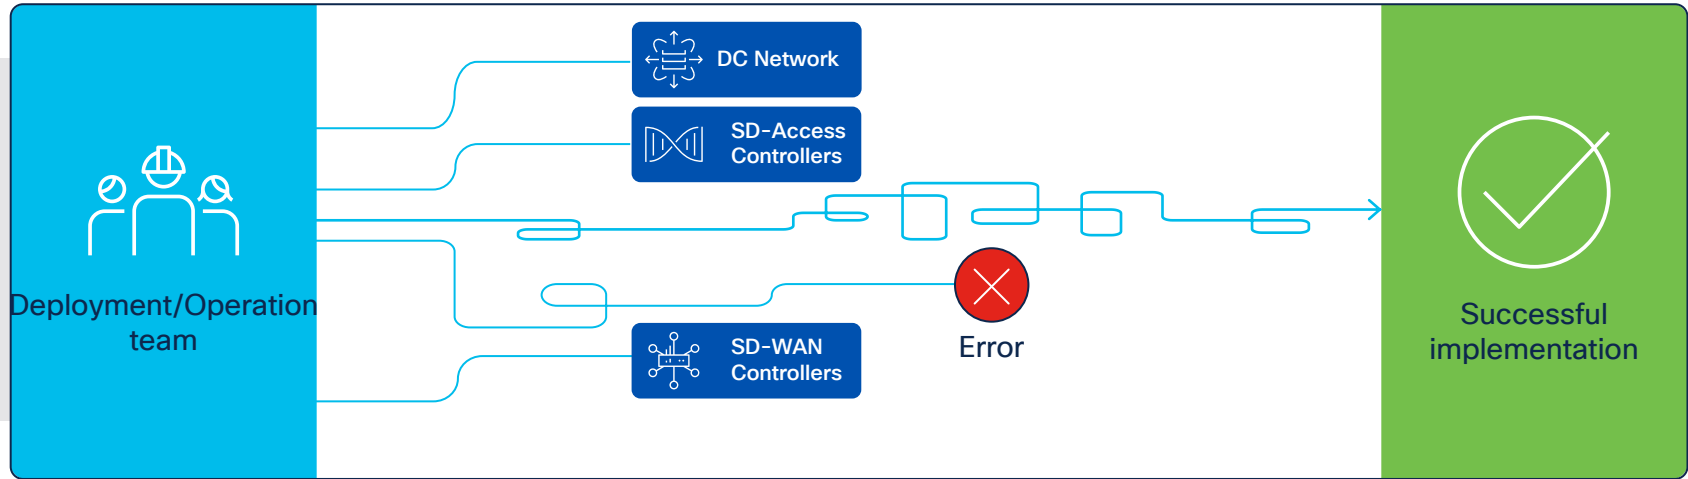 DC Network
SD-Access
Controllers
Deployment/Operation
team
Error
SD-WAN
Controllers
Successful
implementation